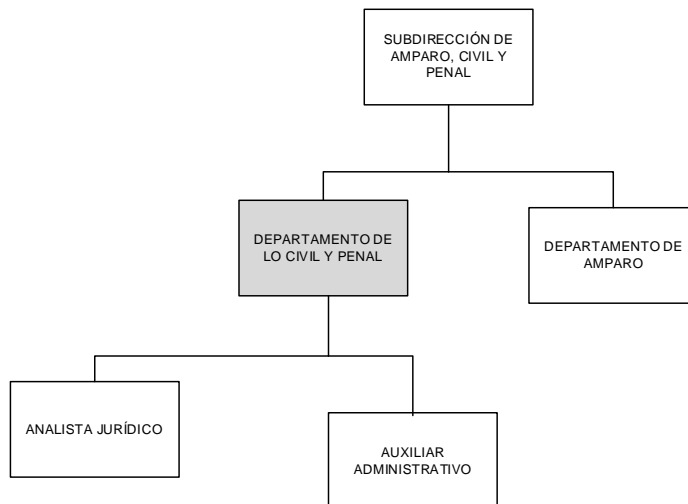 SUBDIRECCIÓN DE
AMPARO, CIVIL Y
PENAL
DEPARTAMENTO DE
LO CIVIL Y PENAL
DEPARTAMENTO DE
AMPARO
ANALISTA JURÍDICO
AUXILIAR
ADMINISTRATIVO